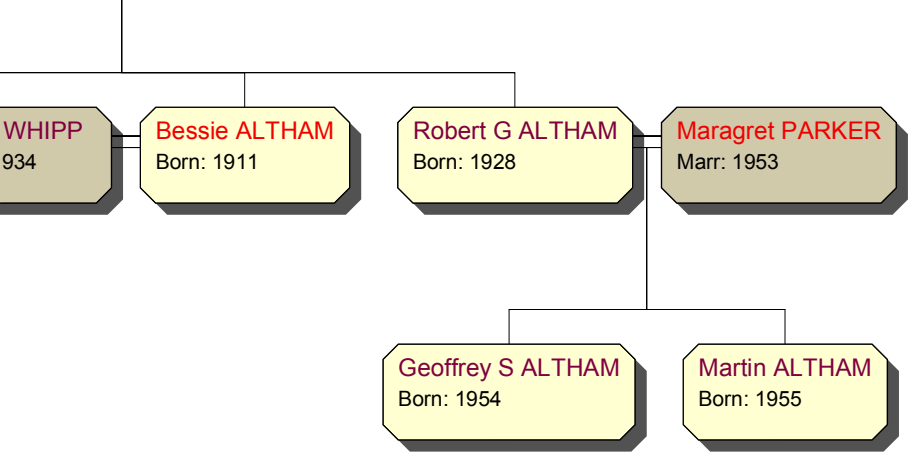 WHIPP
934
Bessie ALTHAM
Born: 1911
Robert G ALTHAM
Born: 1928
Maragret PARKER
Marr: 1953
Geoffrey S ALTHAM
Born: 1954
Martin ALTHAM
Born: 1955